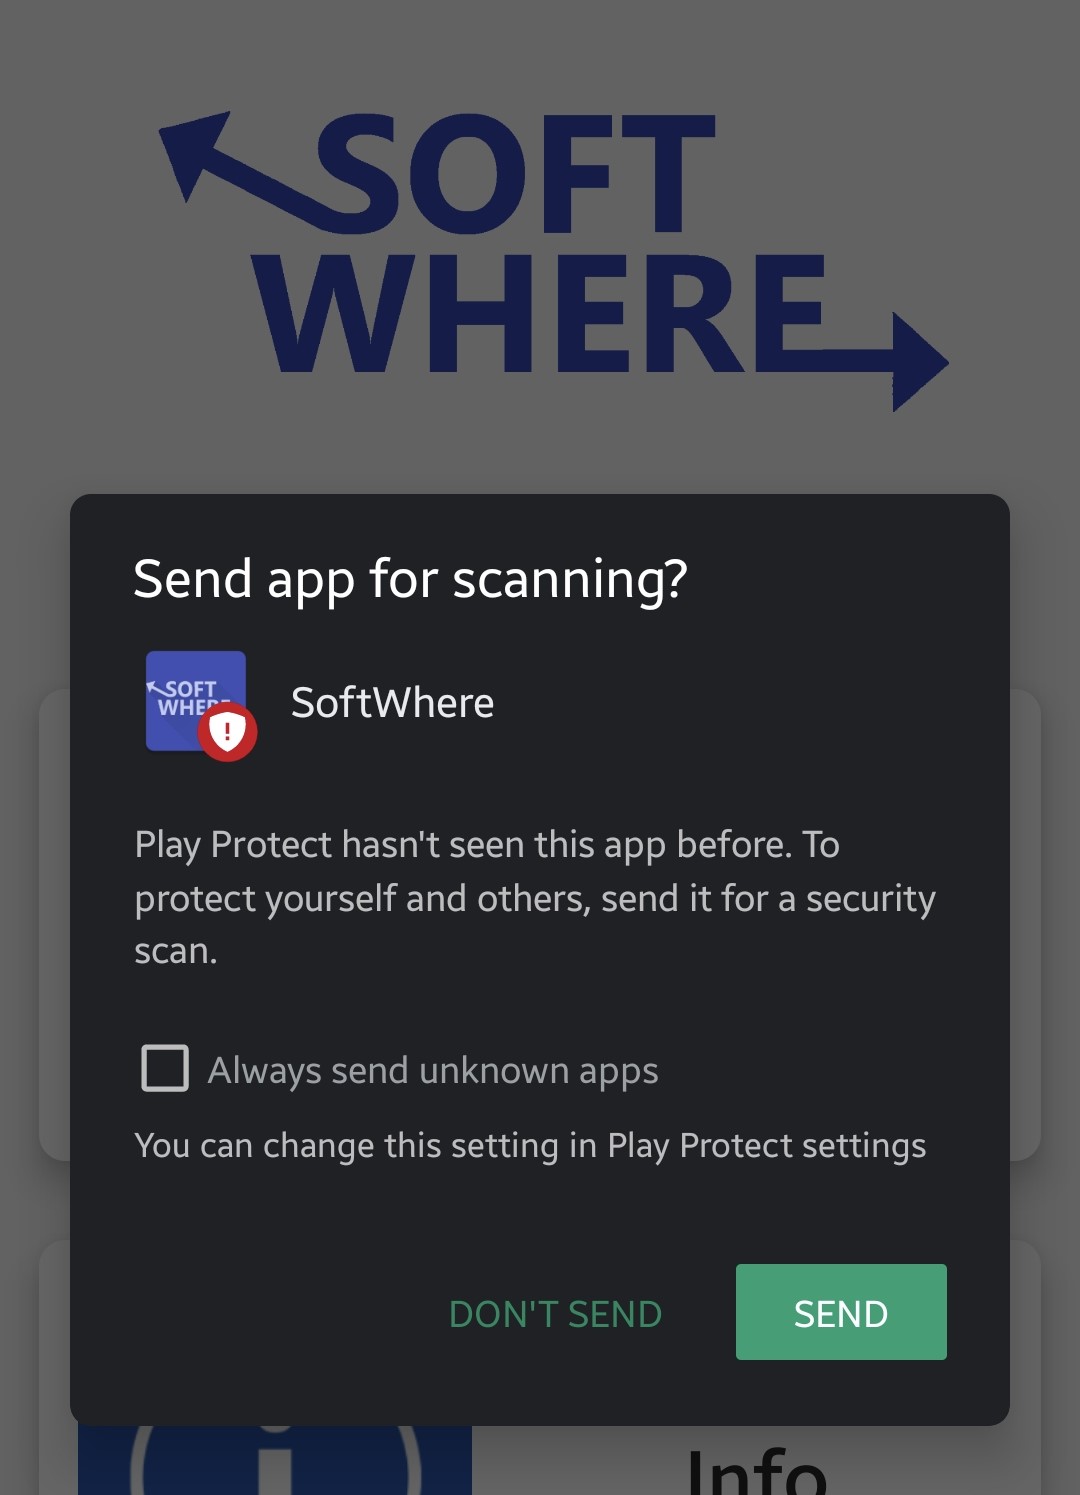 SOFT
WHERE
Send app for scanning?
SOFT
WHERE
SoftWhere
Play Protect hasn't seen this app before. To
protect yourself and others, send it for a security
scan.
Always send unknown apps
You can change this setting in Play Protect settings
DON'T SEND
SEND
Info